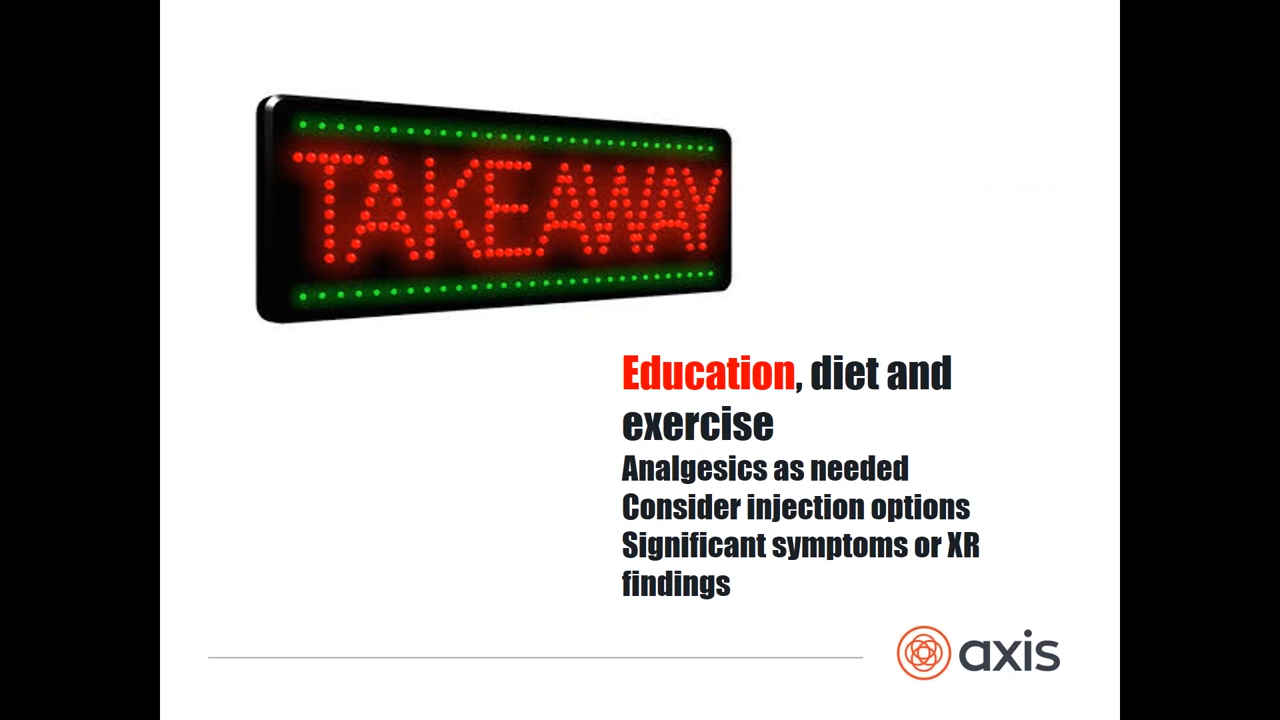 TAKEAWAY
Education, diet and
exercise
Analgesics as needed
Consider injection options
Significant symptoms or XR
findings
axis